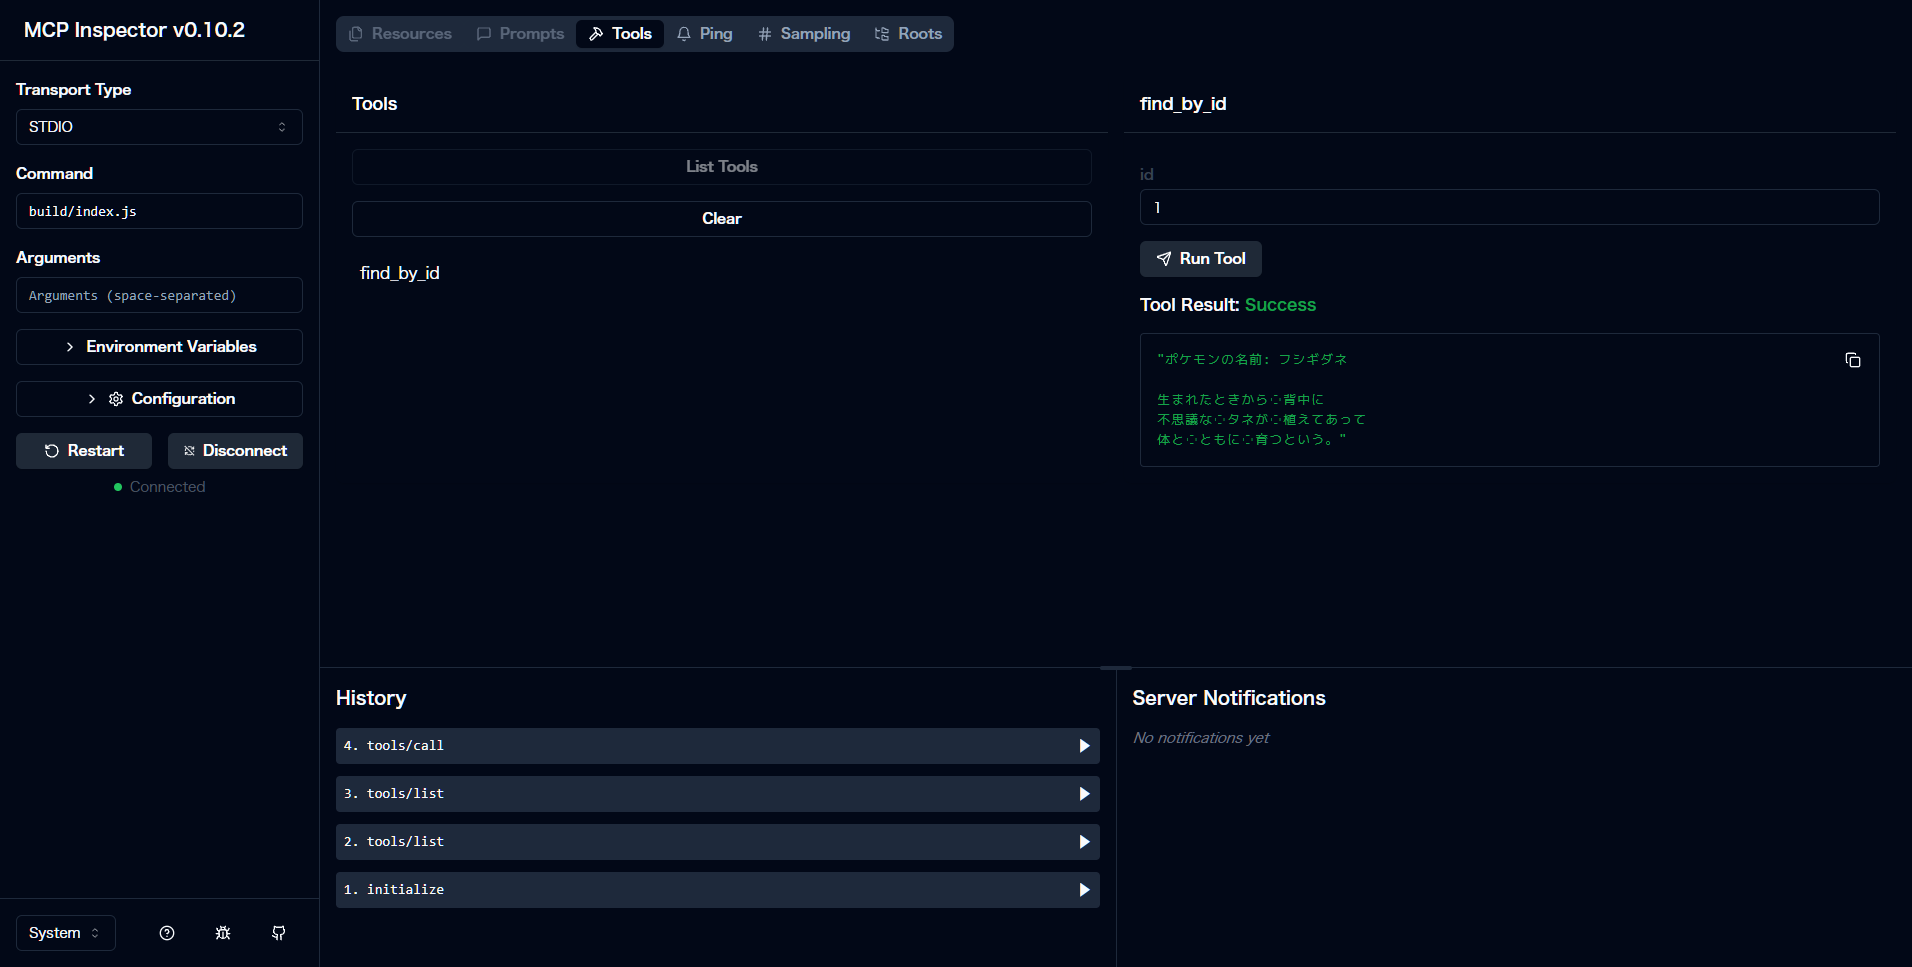 MCP Inspector v0.10.2
Transport Type
STDIO
Command
build/index.js
Arguments
Arguments (space-separated)
Environment Variables
Configuration
Restart
Disconnect
Connected
System
Resources
Prompts
Tools
Ping
Sampling
Roots
Tools
List Tools
Clear
find_by_id
find_by_id
id
1
Run Tool
Tool Result: Success
"ポケモンの名前: フシギダネ
生まれたときから　背中に
不思議な　タネが　植えてあって
体と　ともに　育つという。"
History
4. tools/call
3. tools/list
2. tools/list
1. initialize
Server Notifications
No notifications yet